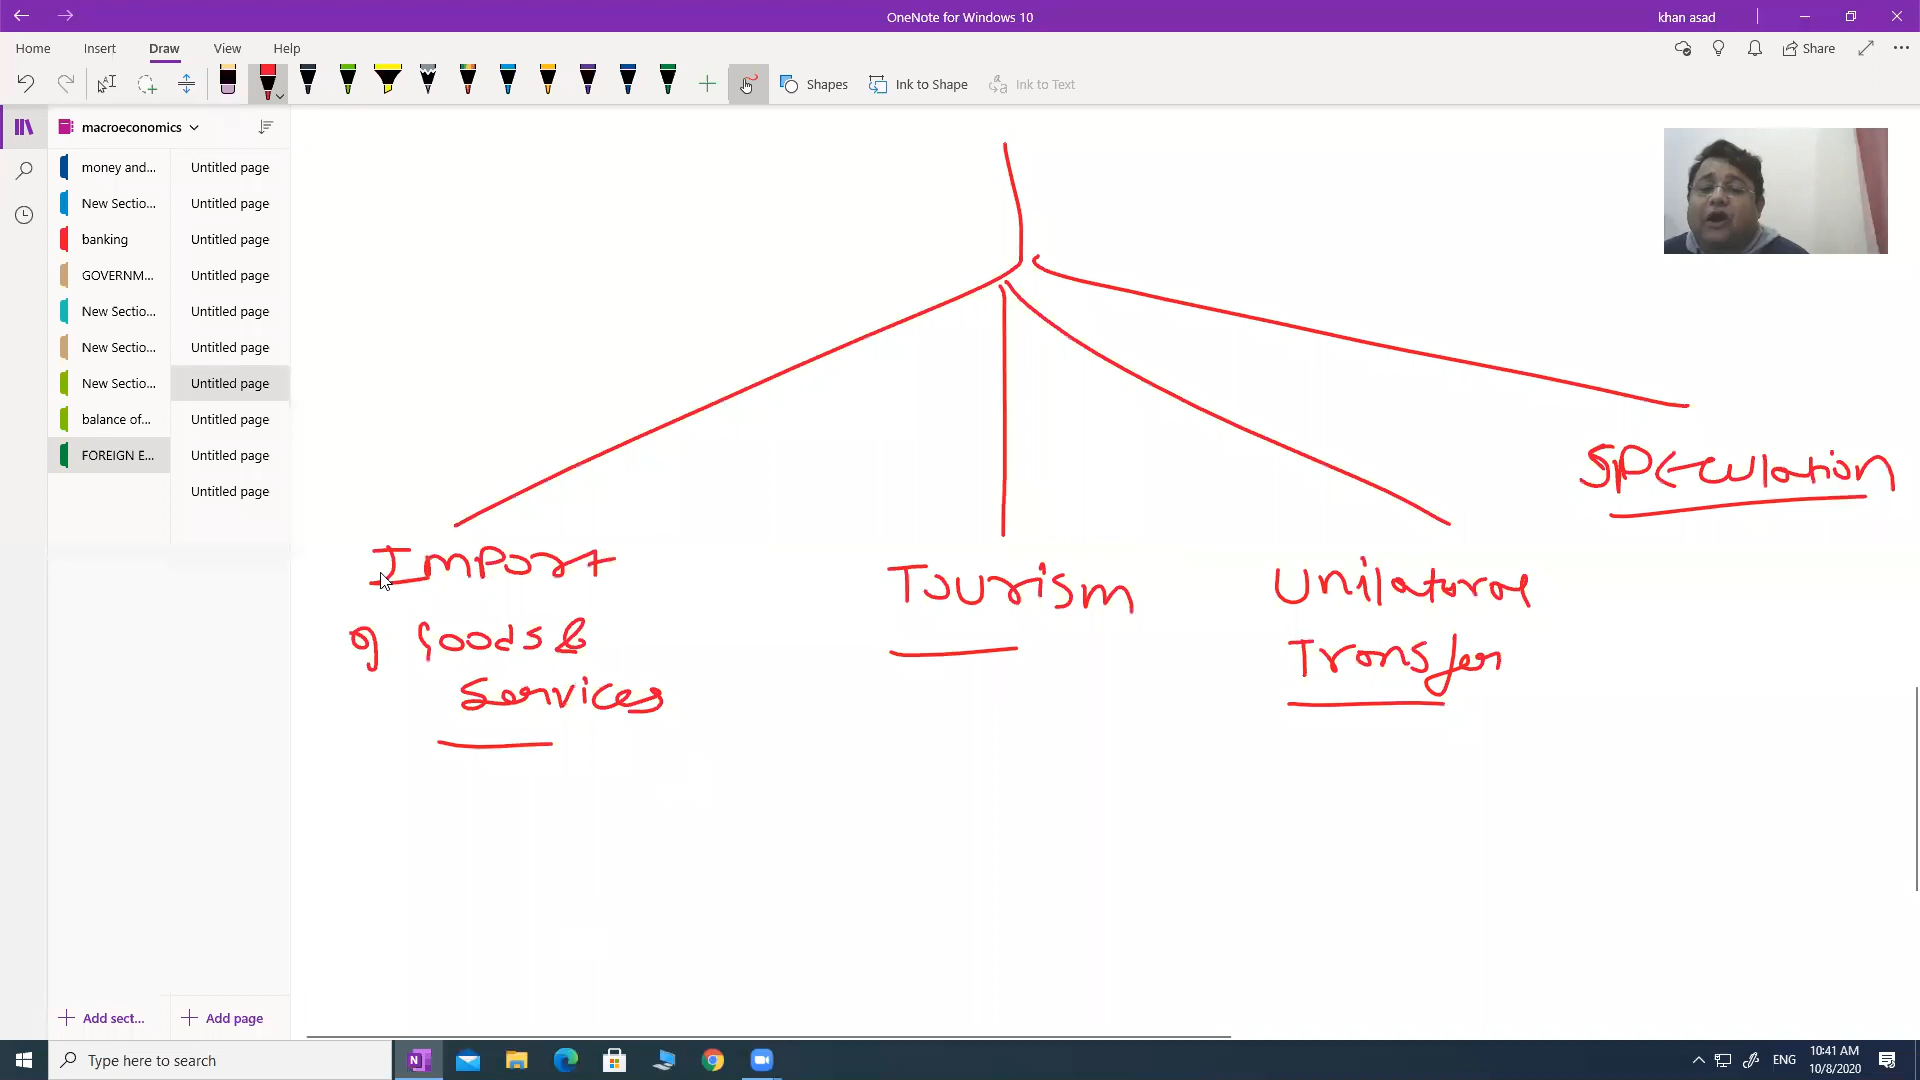 OneNote for Windows 10
khan asad
Home
Insert
Draw
View
Help
Share
Shapes
Ink to Shape
Ink to Text
macroeconomics
money and...
New Sectio...
banking
GOVERNM...
New Sectio...
New Sectio...
New Sectio...
balance of...
FOREIGN E...
Untitled page
Untitled page
Untitled page
Untitled page
Untitled page
Untitled page
Untitled page
Untitled page
Untitled page
Untitled page
Speculation
Import
of Goods &
Services
Tourism
Unilateral
Transfer
Add sect...
Add page
Type here to search
ENG
10:41 AM
10/8/2020